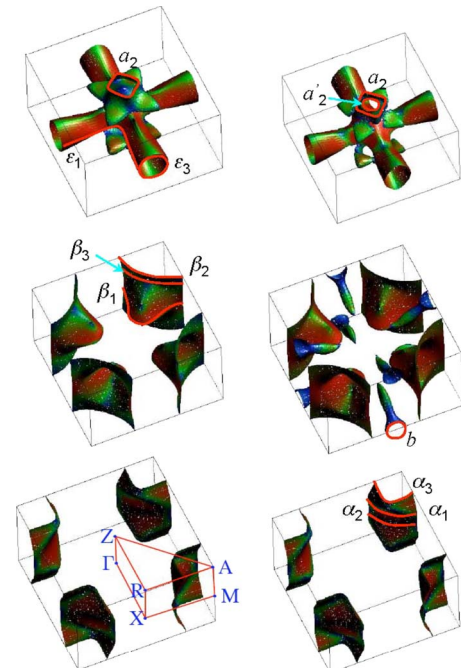 a₂
a'₂ a₂
ε₁ ε₃
β₃ β₁ β₂
b
Z Γ R A X M
α₃ α₂ α₁